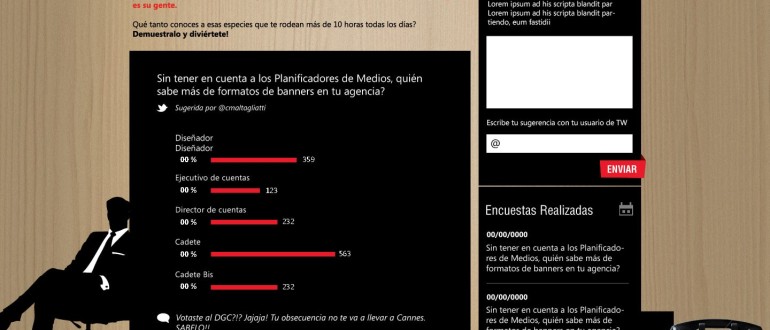 es su gente.
Qué tanto conoces a esas especies que te rodean más de 10 horas todas los días?
Demuestralo y diviértete!
Sin tener en cuenta a los Planificadores de Medios, quién
sabe más de formatos de banners en tu agencia?
Sugerida por @cmaltagliatti
Diseñador
Diseñador
00 % 359
Ejecutivo de cuentas
00 % 123
Director de cuentas
00 % 232
Cadete
00 % 563
Cadete Bis
00 % 232
Votaste al DGC?!? Jajaja! Tu obsecuencia no te va a llevar a Cannes.
SABELO!!
Lorem ipsum ad his scripta blandit par
Lorem ipsum ad his scripta blandit par-
tiendo, eum fastidii
Escribe tu sugerencia con tu usuario de TW
@
ENVIAR
Encuestas Realizadas
00/00/0000
Sin tener en cuenta a los Planificado-
res de Medios, quién sabe más de
formatos de banners en tu agencia?
00/00/0000
Sin tener en cuenta a los Planificado-
res de Medios, quién sabe más de
formatos de banners en tu agencia?